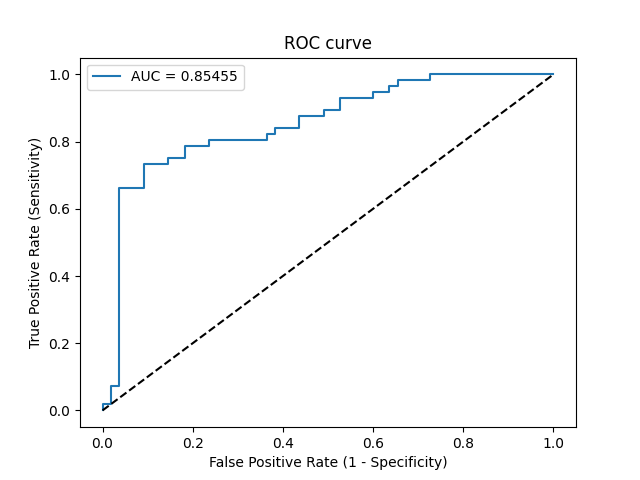 ROC curve
AUC = 0.85455
True Positive Rate (Sensitivity)
1.0
0.8
0.6
0.4
0.2
0.0
0.0 0.2 0.4 0.6 0.8 1.0
False Positive Rate (1 - Specificity)